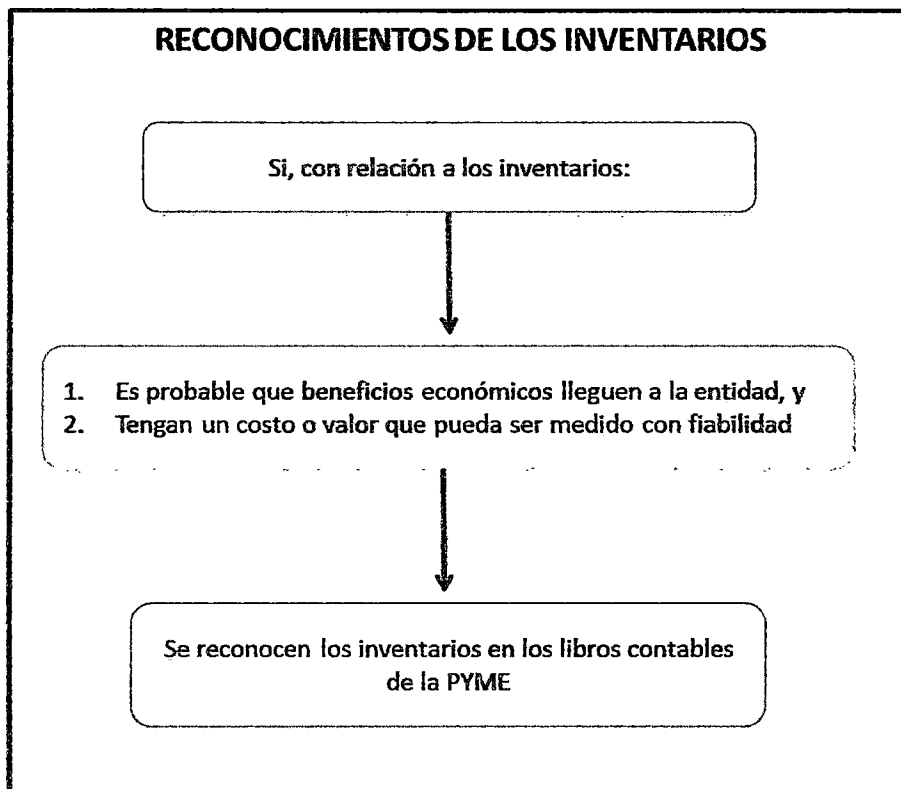 RECONOCIMIENTOS DE LOS INVENTARIOS
Si, con relación a los inventarios:
1. Es probable que beneficios económicos lleguen a la entidad, y
2. Tengan un costo o valor que pueda ser medido con fiabilidad
Se reconocen los inventarios en los libros contables
de la PYME